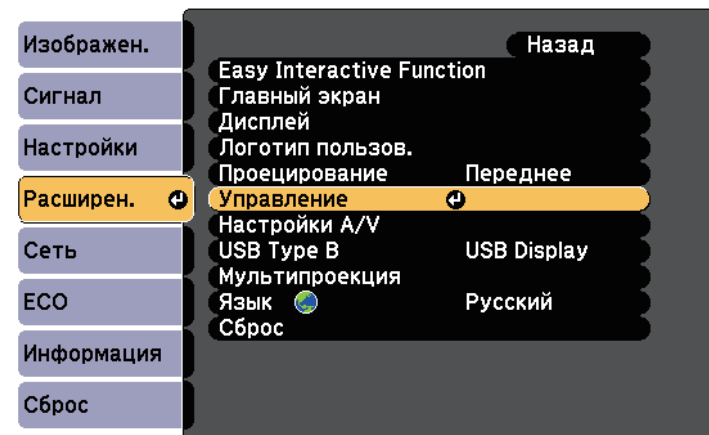 Изображен.
Сигнал
Настройки
Расширен.
Сеть
ECO
Информация
Сброс
Назад
Easy Interactive Function
Главный экран
Дисплей
Логотип пользов.
Проецирование Переднее
Управление
Настройки A/V
USB Type B USB Display
Мультипроекция
Язык Русский
Сброс